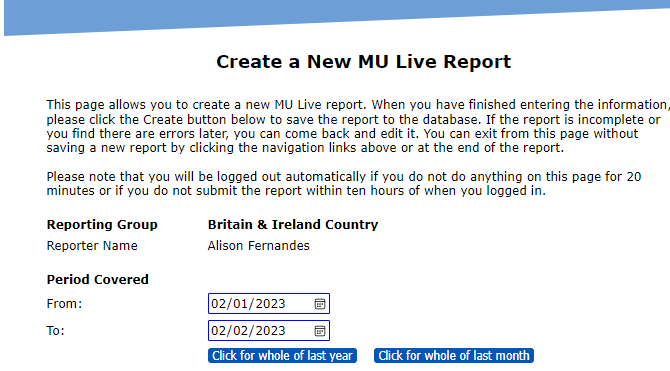 Create a New MU Live Report
This page allows you to create a new MU Live report. When you have finished entering the information,
please click the Create button below to save the report to the database. If the report is incomplete or
you find there are errors later, you can come back and edit it. You can exit from this page without
saving a new report by clicking the navigation links above or at the end of the report.
Please note that you will be logged out automatically if you do not do anything on this page for 20
minutes or if you do not submit the report within ten hours of when you logged in.
Reporting Group Britain & Ireland Country
Reporter Name Alison Fernandes
Period Covered
From: 02/01/2023
To: 02/02/2023
Click for whole of last year Click for whole of last month